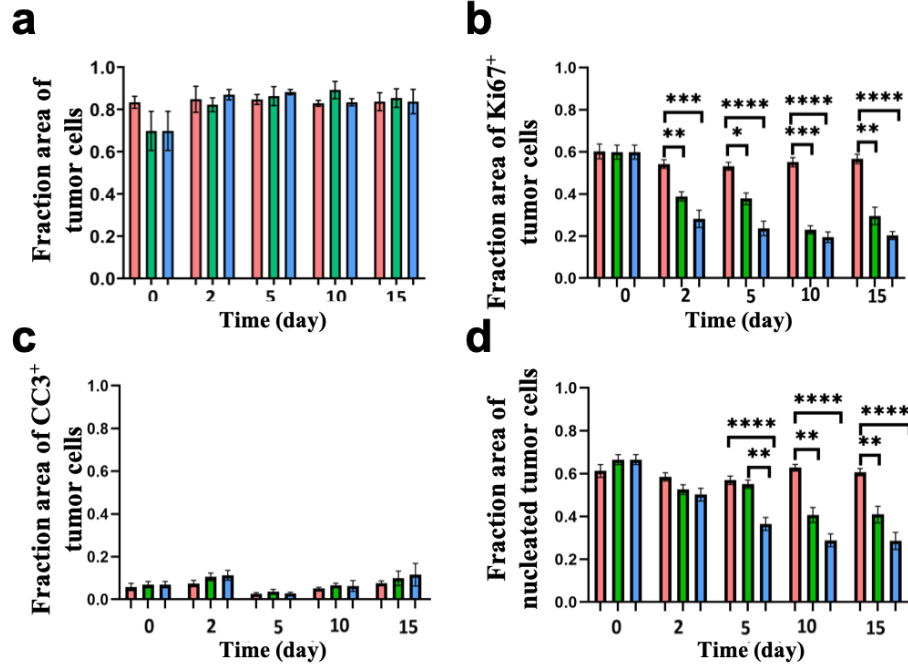 a
Fraction area of
tumor cells
1.0
0.8
0.6
0.4
0.2
0.0
0 2 5 10 15
Time (day)
b
Fraction area of Ki67+
tumor cells
1.0
0.8
0.6
0.4
0.2
0.0
*** **** **** ****
** * *** **
0 2 5 10 15
Time (day)
c
Fraction area of CC3+
tumor cells
1.0
0.8
0.6
0.4
0.2
0.0
0 2 5 10 15
Time (day)
d
Fraction area of
nucleated tumor cells
1.0
0.8
0.6
0.4
0.2
0.0
**** **** ****
** ** **
0 2 5 10 15
Time (day)